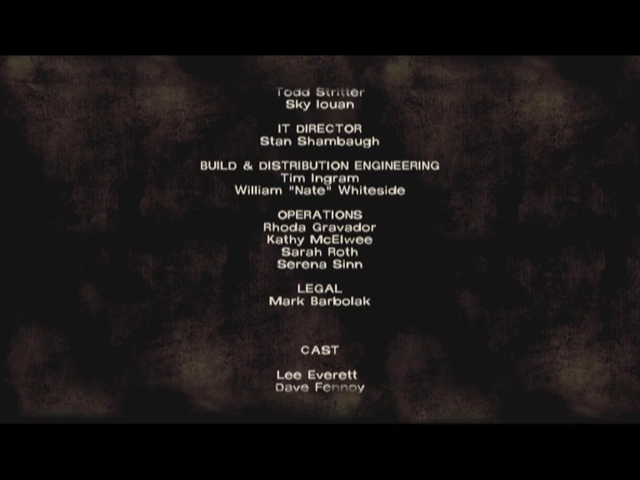 Todd Stritter
Sky Iouan
IT DIRECTOR
Stan Shambaugh
BUILD & DISTRIBUTION ENGINEERING
Tim Ingram
William "Nate" Whiteside
OPERATIONS
Rhoda Gravador
Kathy McElwee
Sarah Roth
Serena Sinn
LEGAL
Mark Barbolak
CAST
Lee Everett
Dave Fennoy